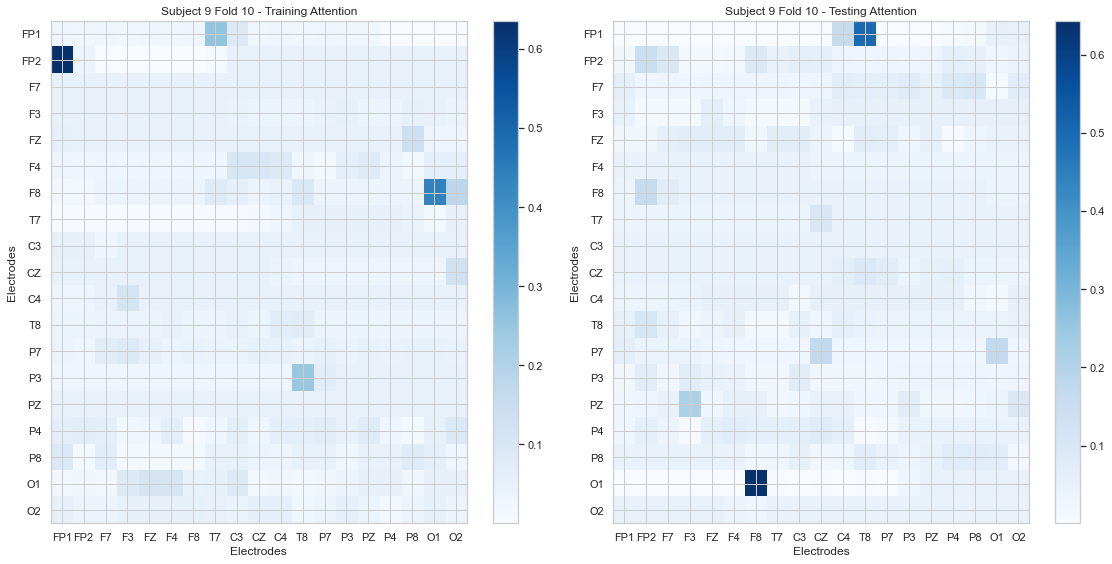 Subject 9 Fold 10 - Training Attention
FP1
FP2
F7
F3
FZ
F4
F8
T7
C3
CZ
C4
T8
P7
P3
PZ
P4
P8
O1
O2
Electrodes
FP1 FP2 F7 F3 FZ F4 F8 T7 C3 CZ C4 T8 P7 P3 PZ P4 P8 O1 O2
Electrodes
0.6
0.5
0.4
0.3
0.2
0.1
Subject 9 Fold 10 - Testing Attention
FP1
FP2
F7
F3
FZ
F4
F8
T7
C3
CZ
C4
T8
P7
P3
PZ
P4
P8
O1
O2
Electrodes
FP1 FP2 F7 F3 FZ F4 F8 T7 C3 CZ C4 T8 P7 P3 PZ P4 P8 O1 O2
Electrodes
0.6
0.5
0.4
0.3
0.2
0.1